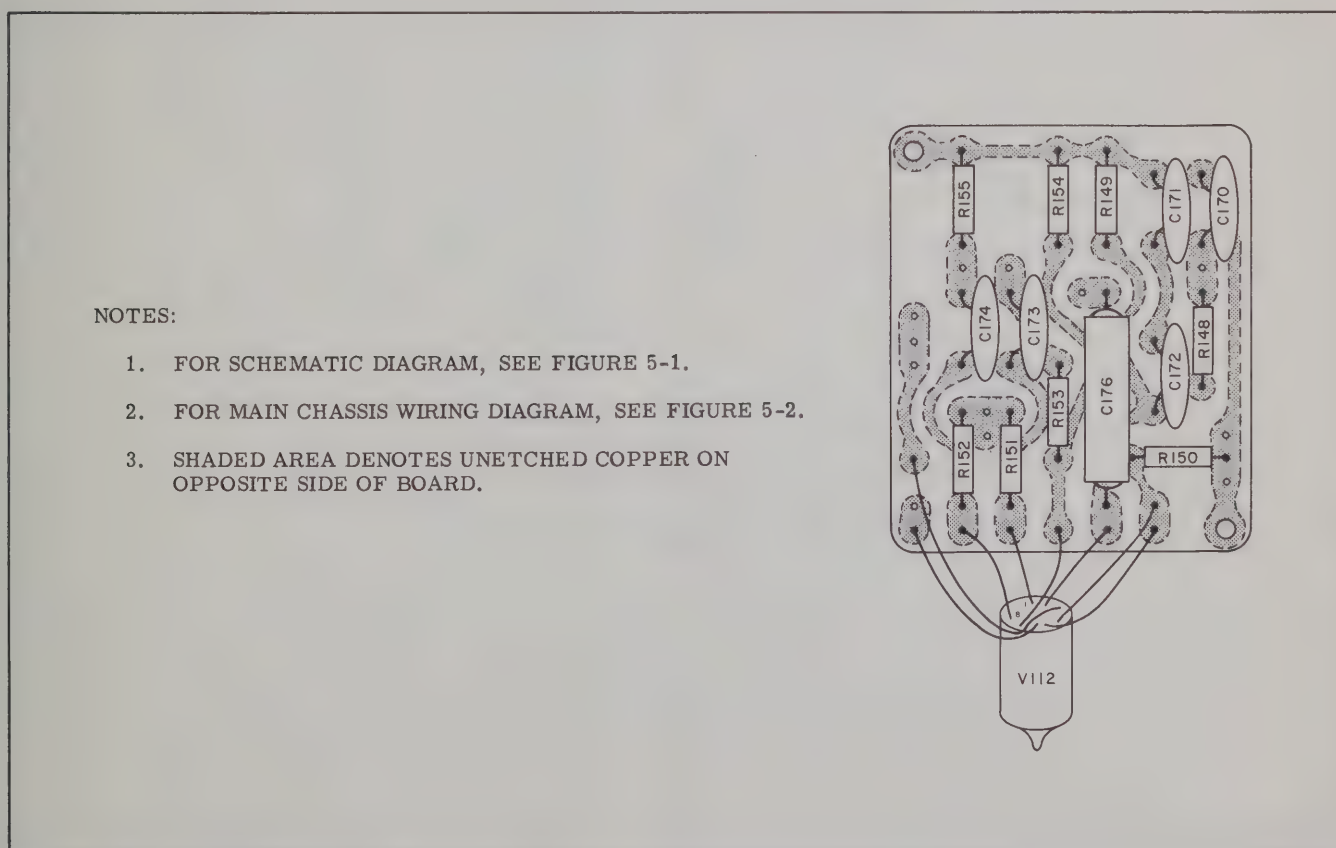 NOTES:
1. FOR SCHEMATIC DIAGRAM, SEE FIGURE 5-1.
2. FOR MAIN CHASSIS WIRING DIAGRAM, SEE FIGURE 5-2.
3. SHADED AREA DENOTES UNETCHED COPPER ON
OPPOSITE SIDE OF BOARD.
R155
R154
R149
C171
C170
C174
C173
R148
C172
C176
R153
R152
R151
R150
8
1
V112